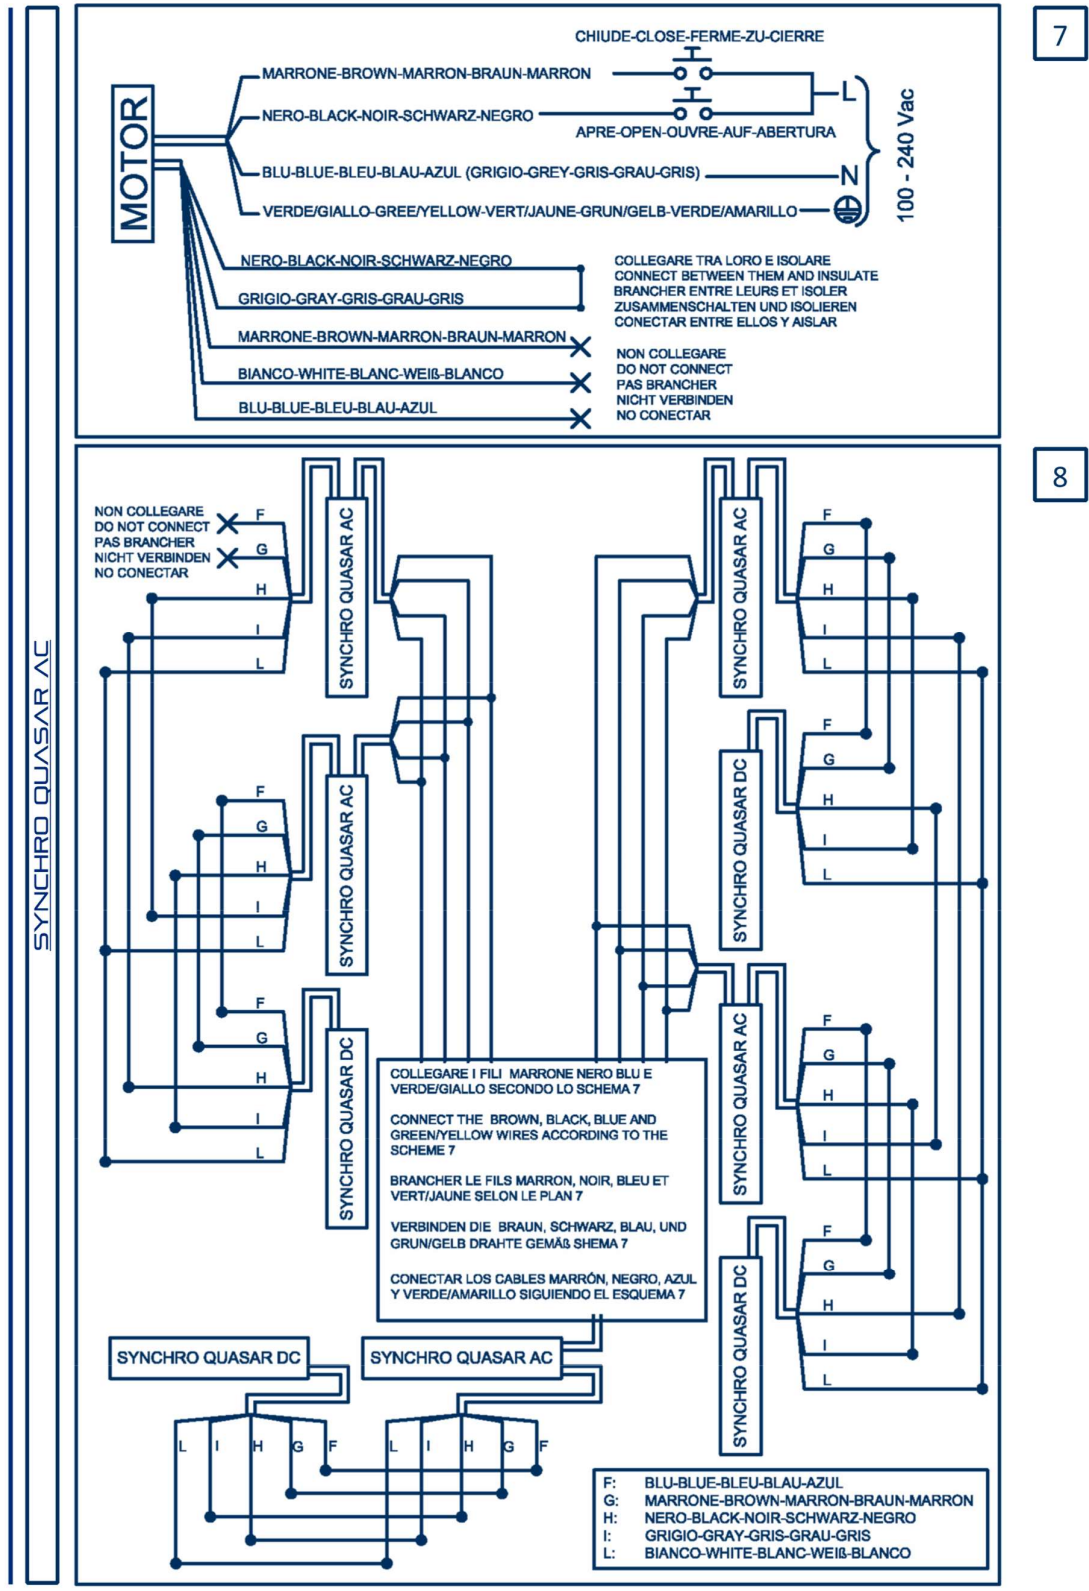 SYNCHRO QUASAR AC
7
CHIUDE-CLOSE-FERME-ZU-CIERRE
MARRONE-BROWN-MARRON-BRAUN-MARRON
L
NERO-BLACK-NOIR-SCHWARZ-NEGRO
APRE-OPEN-OUVRE-AUF-ABERTURA
MOTOR
BLU-BLUE-BLEU-BLAU-AZUL (GRIGIO-GREY-GRIS-GRAU-GRIS)
N
100 - 240 Vac
VERDE/GIALLO-GREE/YELLOW-VERT/JAUNE-GRUN/GELB-VERDE/AMARILLO
NERO-BLACK-NOIR-SCHWARZ-NEGRO
GRIGIO-GRAY-GRIS-GRAU-GRIS
COLLEGARE TRA LORO E ISOLARE
CONNECT BETWEEN THEM AND INSULATE
BRANCHER ENTRE LEURS ET ISOLER
ZUSAMMENSCHALTEN UND ISOLIEREN
CONECTAR ENTRE ELLOS Y AISLAR
MARRONE-BROWN-MARRON-BRAUN-MARRON
BIANCO-WHITE-BLANC-WEIß-BLANCO
BLU-BLUE-BLEU-BLAU-AZUL
NON COLLEGARE
DO NOT CONNECT
PAS BRANCHER
NICHT VERBINDEN
NO CONECTAR
8
NON COLLEGARE
DO NOT CONNECT
PAS BRANCHER
NICHT VERBINDEN
NO CONECTAR
F
G
H
I
L
SYNCHRO QUASAR AC
F
G
H
I
L
SYNCHRO QUASAR AC
F
G
H
I
L
SYNCHRO QUASAR DC
SYNCHRO QUASAR AC
F
G
H
I
L
SYNCHRO QUASAR DC
F
G
H
I
L
SYNCHRO QUASAR AC
F
G
H
I
L
SYNCHRO QUASAR DC
F
G
H
I
L
COLLEGARE I FILI MARRONE NERO BLU E
VERDE/GIALLO SECONDO LO SCHEMA 7
CONNECT THE BROWN, BLACK, BLUE AND
GREEN/YELLOW WIRES ACCORDING TO THE
SCHEME 7
BRANCHER LE FILS MARRON, NOIR, BLEU ET
VERT/JAUNE SELON LE PLAN 7
VERBINDEN DIE BRAUN, SCHWARZ, BLAU, UND
GRUN/GELB DRAHTE GEMÄß SHEMA 7
CONECTAR LOS CABLES MARRÓN, NEGRO, AZUL
Y VERDE/AMARILLO SIGUIENDO EL ESQUEMA 7
SYNCHRO QUASAR DC
SYNCHRO QUASAR AC
L I H G F
L I H G F
F: BLU-BLUE-BLEU-BLAU-AZUL
G: MARRONE-BROWN-MARRON-BRAUN-MARRON
H: NERO-BLACK-NOIR-SCHWARZ-NEGRO
I: GRIGIO-GRAY-GRIS-GRAU-GRIS
L: BIANCO-WHITE-BLANC-WEIß-BLANCO